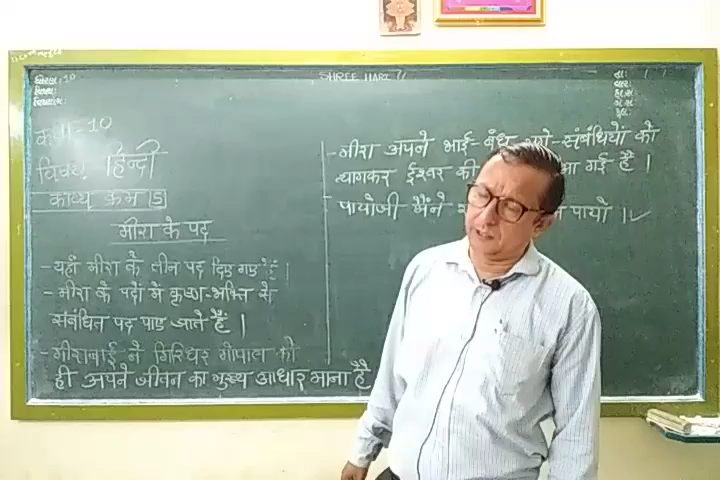 SHREE HARI
कक्षा-10
विषय हिन्दी
काव्य क्रम 5
मीरा के पद
- यहाँ मीरा के तीन पद दिए गए हैं।
- मीरा के पदों में कृष्ण-भक्ति से
संबंधित पद पाए जाते हैं।
- मीराबाई ने गिरिधर गोपाल को
ही अपने जीवन का मुख्य आधार माना है
- मीरा अपने भाई-बंधु संबंधियों को
त्यागकर ईश्वर की आ गई हैं।
पायोजी मैंने पायो।